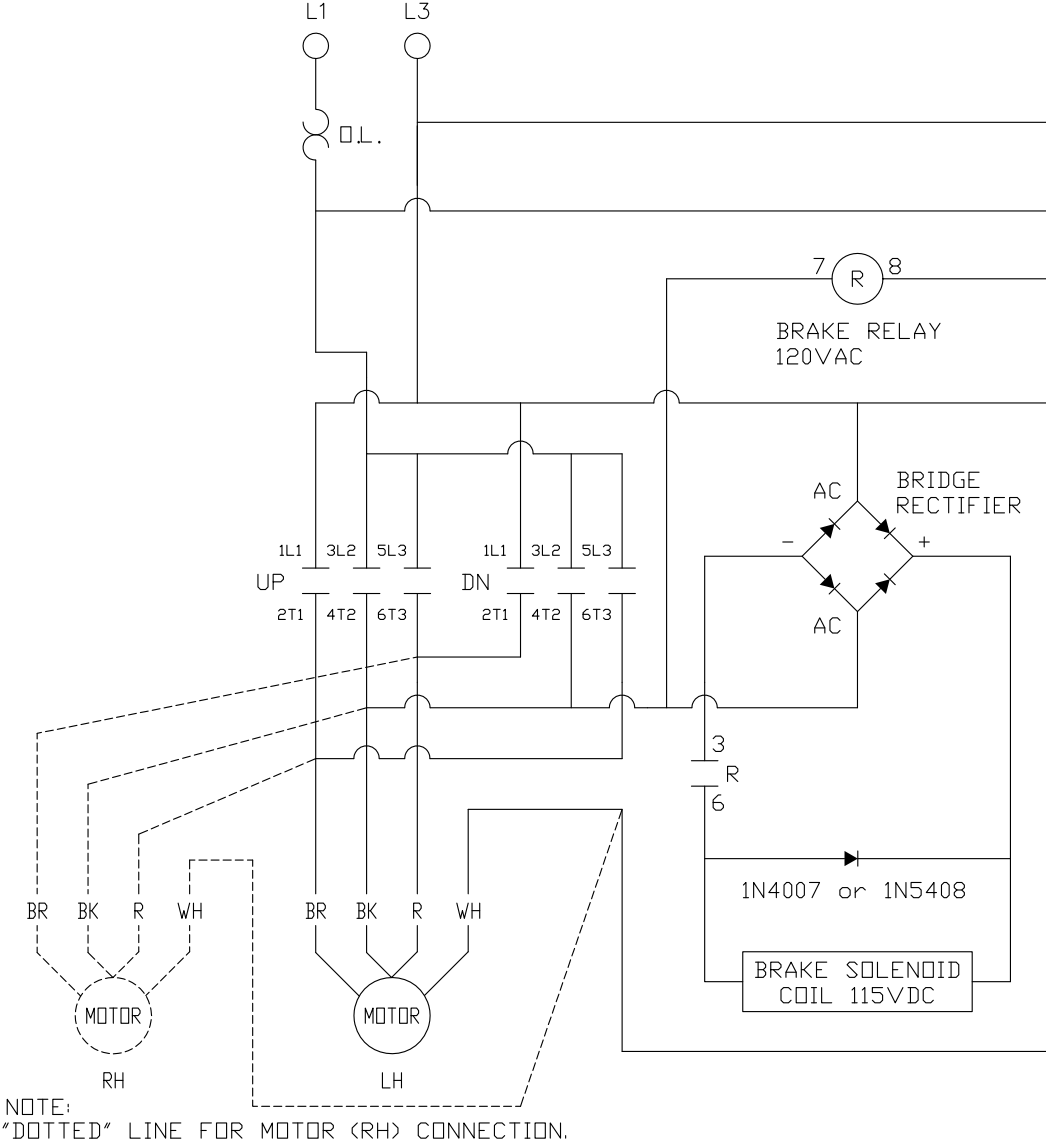 L1 L3
O.L.
7 R 8
BRAKE RELAY
120VAC
BRIDGE
RECTIFIER
AC
1L1 3L2 5L3 1L1 3L2 5L3
- +
UP DN
2T1 4T2 6T3 2T1 4T2 6T3
AC
3
R
6
1N4007 or 1N5408
BR BK R WH BR BK R WH
BRAKE SOLENOID
COIL 115VDC
MOTOR MOTOR
RH LH
NOTE:
"DOTTED" LINE FOR MOTOR (RH) CONNECTION.